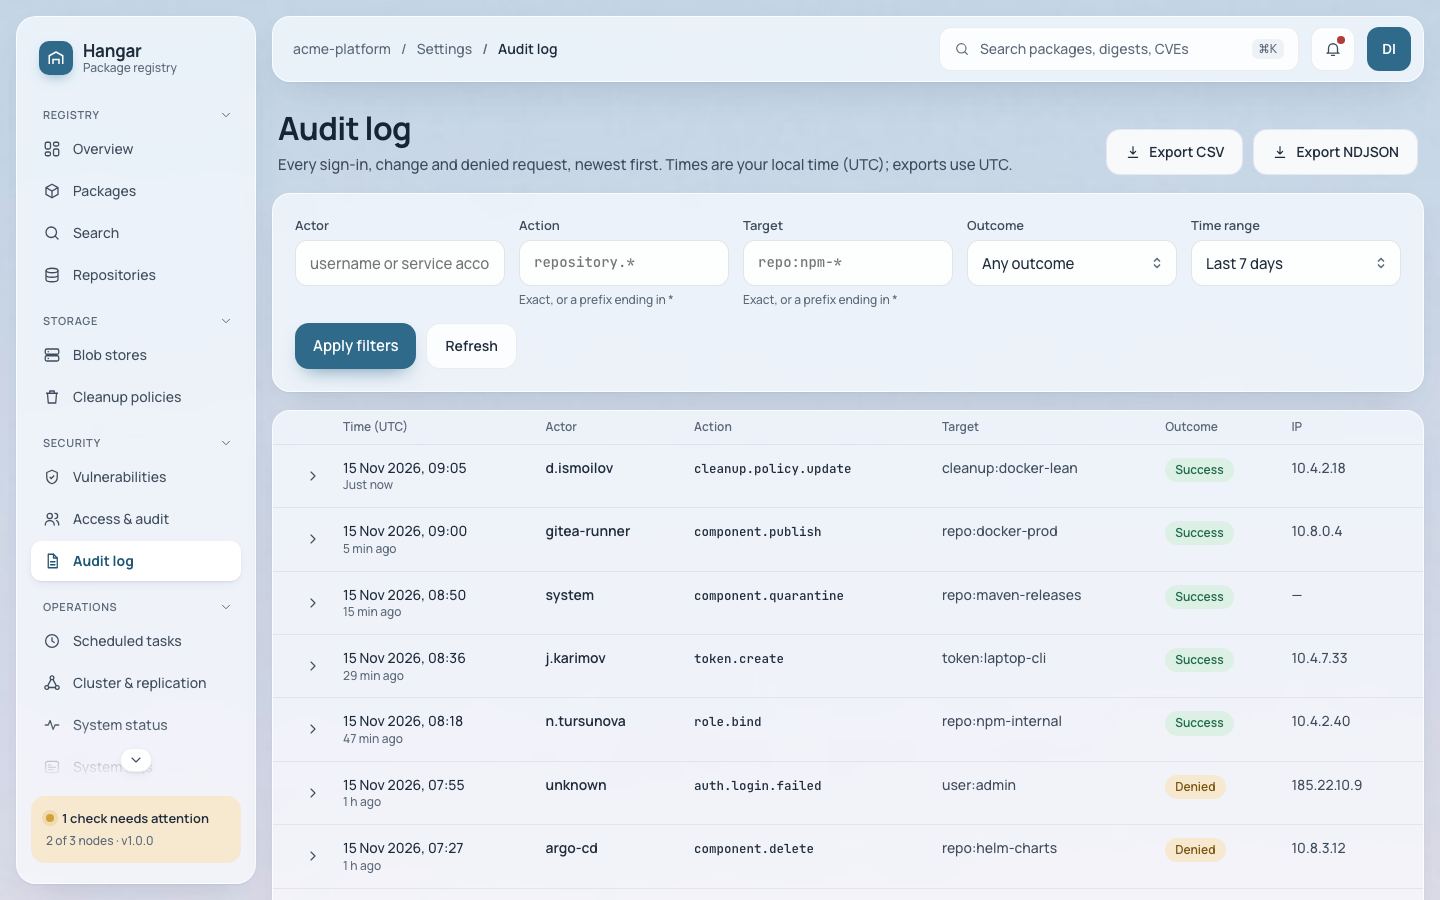 Hangar
Package registry
REGISTRY
Overview
Packages
Search
Repositories
STORAGE
Blob stores
Cleanup policies
SECURITY
Vulnerabilities
Access & audit
Audit log
OPERATIONS
Scheduled tasks
Cluster & replication
System status
System
1 check needs attention
2 of 3 nodes · v1.0.0
acme-platform / Settings / Audit log
Search packages, digests, CVEs ⌘K
DI
Audit log
Every sign-in, change and denied request, newest first. Times are your local time (UTC); exports use UTC.
Export CSV
Export NDJSON
Actor Action Target Outcome Time range
username or service acco repository.* repo:npm-* Any outcome Last 7 days
Exact, or a prefix ending in * Exact, or a prefix ending in *
Apply filters Refresh
Time (UTC) Actor Action Target Outcome IP
15 Nov 2026, 09:05 d.ismoilov cleanup.policy.update cleanup:docker-lean Success 10.4.2.18
Just now
15 Nov 2026, 09:00 gitea-runner component.publish repo:docker-prod Success 10.8.0.4
5 min ago
15 Nov 2026, 08:50 system component.quarantine repo:maven-releases Success —
15 min ago
15 Nov 2026, 08:36 j.karimov token.create token:laptop-cli Success 10.4.7.33
29 min ago
15 Nov 2026, 08:18 n.tursunova role.bind repo:npm-internal Success 10.4.2.40
47 min ago
15 Nov 2026, 07:55 unknown auth.login.failed user:admin Denied 185.22.10.9
1 h ago
15 Nov 2026, 07:27 argo-cd component.delete repo:helm-charts Denied 10.8.3.12
1 h ago